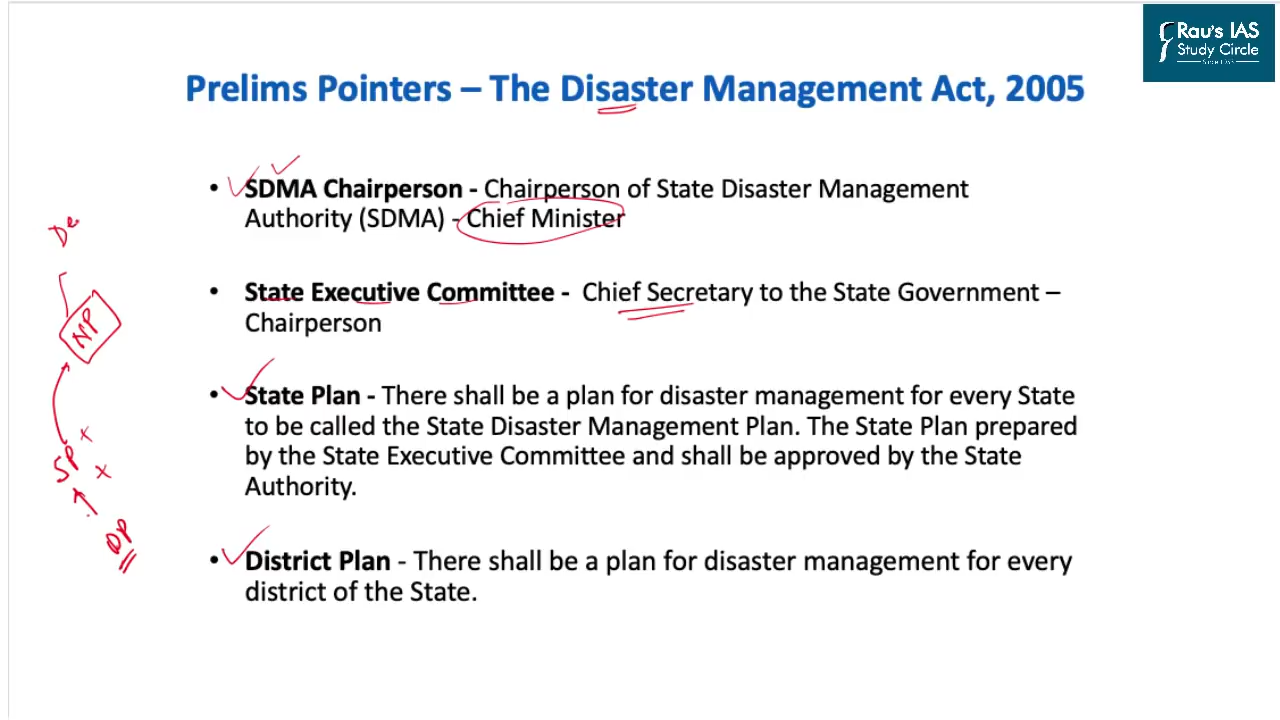 Rau's IAS
Study Circle
Prelims Pointers – The Disaster Management Act, 2005
• SDMA Chairperson - Chairperson of State Disaster Management
Authority (SDMA) - Chief Minister
• State Executive Committee - Chief Secretary to the State Government –
Chairperson
• State Plan - There shall be a plan for disaster management for every State
to be called the State Disaster Management Plan. The State Plan prepared
by the State Executive Committee and shall be approved by the State
Authority.
• District Plan - There shall be a plan for disaster management for every
district of the State.
De
NP
SP
DP